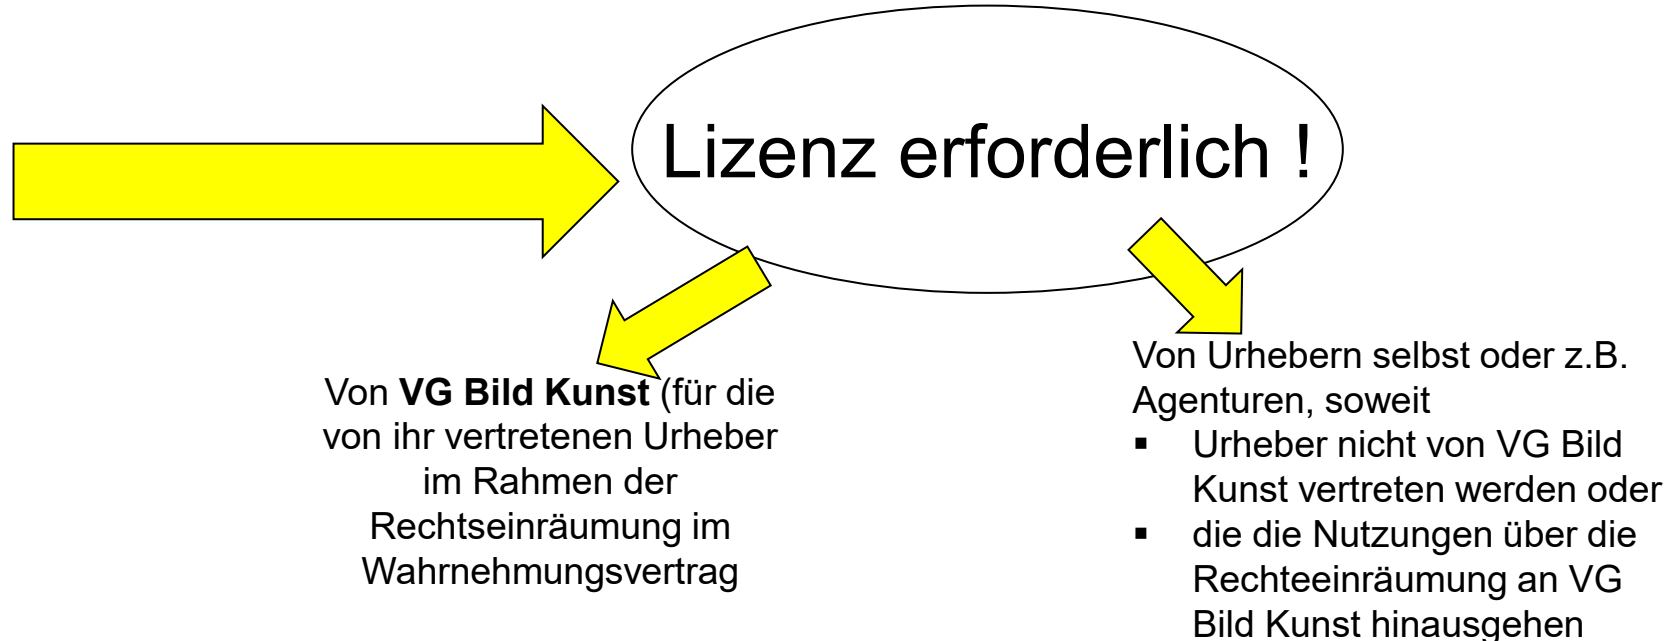 Lizenz erforderlich !
Von VG Bild Kunst (für die
von ihr vertretenen Urheber
im Rahmen der
Rechtseinräumung im
Wahrnehmungsvertrag
Von Urhebern selbst oder z.B.
Agenturen, soweit
▪ Urheber nicht von VG Bild
Kunst vertreten werden oder
▪ die die Nutzungen über die
Rechteeinräumung an VG
Bild Kunst hinausgehen